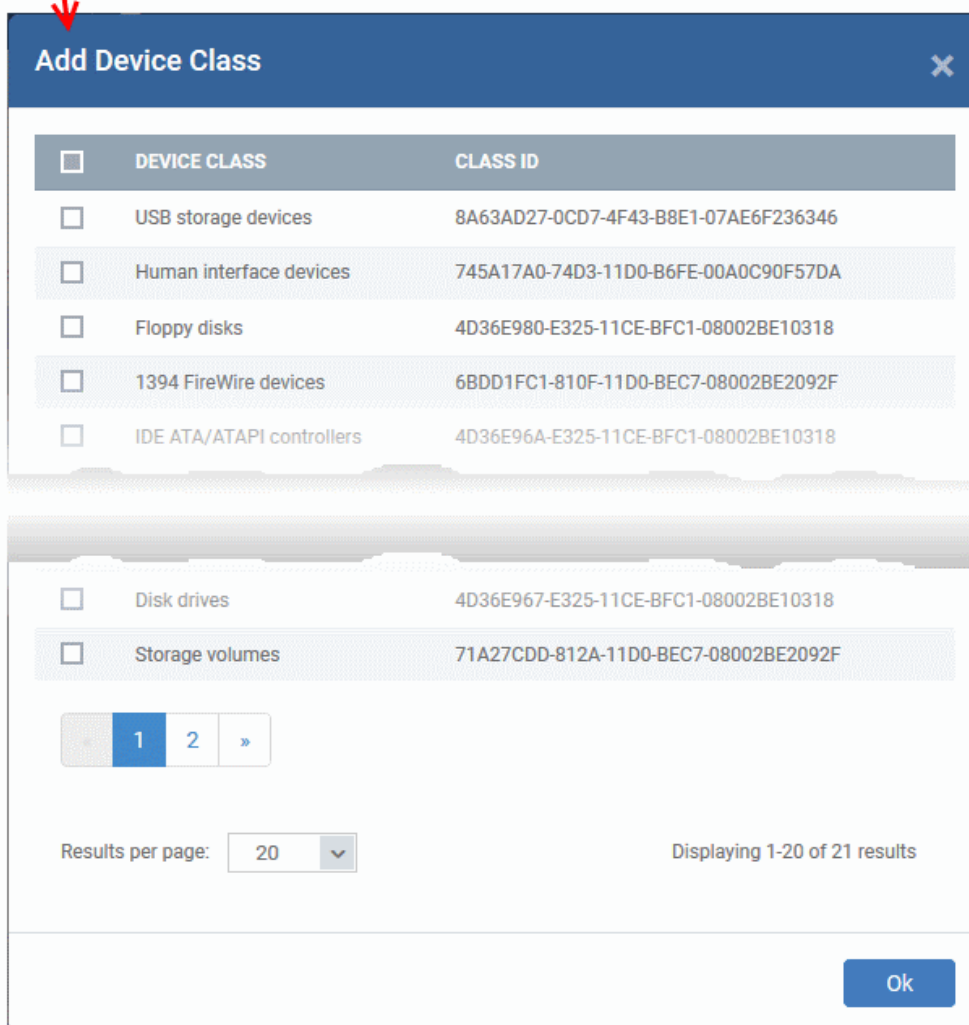 Add Device Class ×
DEVICE CLASS CLASS ID
USB storage devices 8A63AD27-0CD7-4F43-B8E1-07AE6F236346
Human interface devices 745A17A0-74D3-11D0-B6FE-00A0C90F57DA
Floppy disks 4D36E980-E325-11CE-BFC1-08002BE10318
1394 FireWire devices 6BDD1FC1-810F-11D0-BEC7-08002BE2092F
IDE ATA/ATAPI controllers 4D36E96A-E325-11CE-BFC1-08002BE10318
Disk drives 4D36E967-E325-11CE-BFC1-08002BE10318
Storage volumes 71A27CDD-812A-11D0-BEC7-08002BE2092F
« 1 2 »
Results per page: 20 Displaying 1-20 of 21 results
Ok